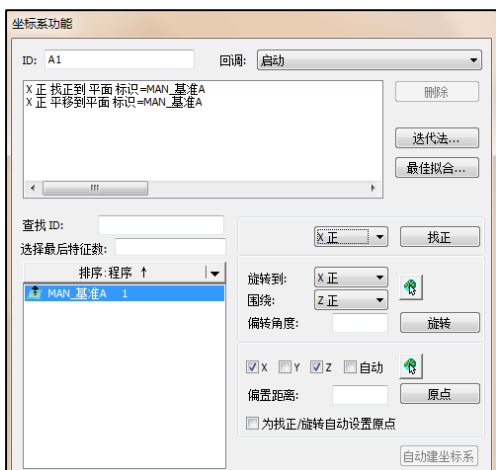 坐标系功能
ID: A1 回调: 启动
X 正 找正到 平面 标识=MAN_基准A
X 正 平移到平面 标识=MAN_基准A
删除
迭代法...
最佳拟合...
查找 ID:
选择最后特征数:
X 正 找正
排序:程序 ↑
MAN_基准A 1
旋转到: X 正
围绕: Z 正
偏转角度: 旋转
X Y Z 自动
偏置距离: 原点
为找正/旋转自动设置原点
自动建坐标系